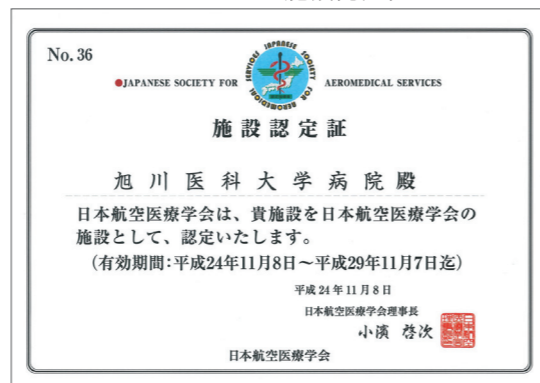 No. 36
●JAPANESE SOCIETY FOR AEROMEDICAL SERVICES
JAPANESE SOCIETY FOR AEROMEDICAL SERVICES
施設認定証
旭川医科大学病院殿
日本航空医療学会は、貴施設を日本航空医療学会の
施設として、認定いたします。
(有効期間:平成24年11月8日〜平成29年11月7日迄)
平成24年11月8日
日本航空医療学会理事長
小濱 啓次
日本航空医療学会